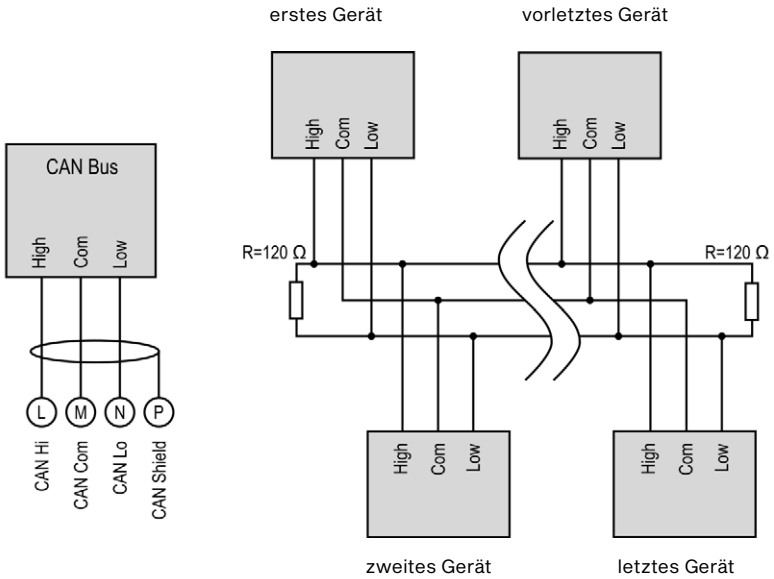 erstes Gerät
vorletztes Gerät
High
Com
Low
High
Com
Low
CAN Bus
High
Com
Low
R=120 Ω
R=120 Ω
L
M
N
P
CAN Hi
CAN Com
CAN Lo
CAN Shield
High
Com
Low
High
Com
Low
zweites Gerät
letztes Gerät